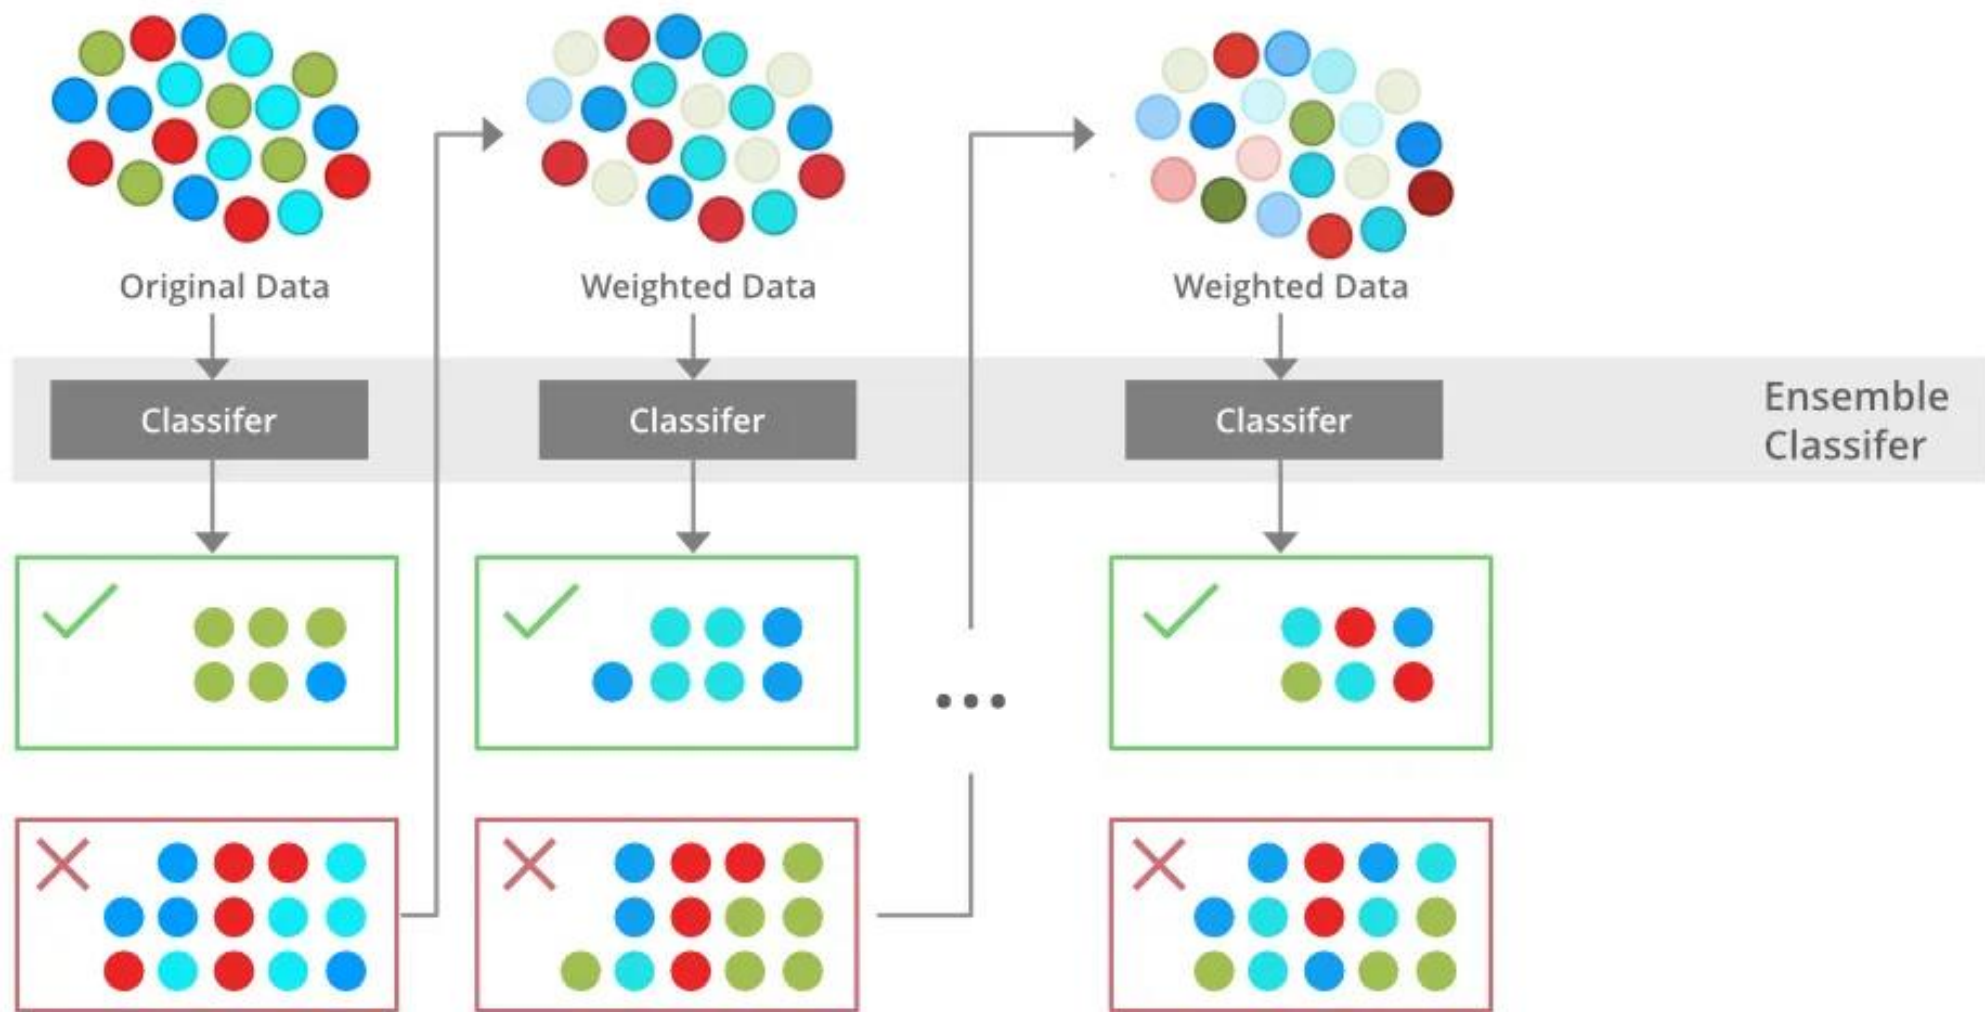 Original Data
Weighted Data
Weighted Data
Classifer
Classifer
Classifer
Ensemble
Classifer
...